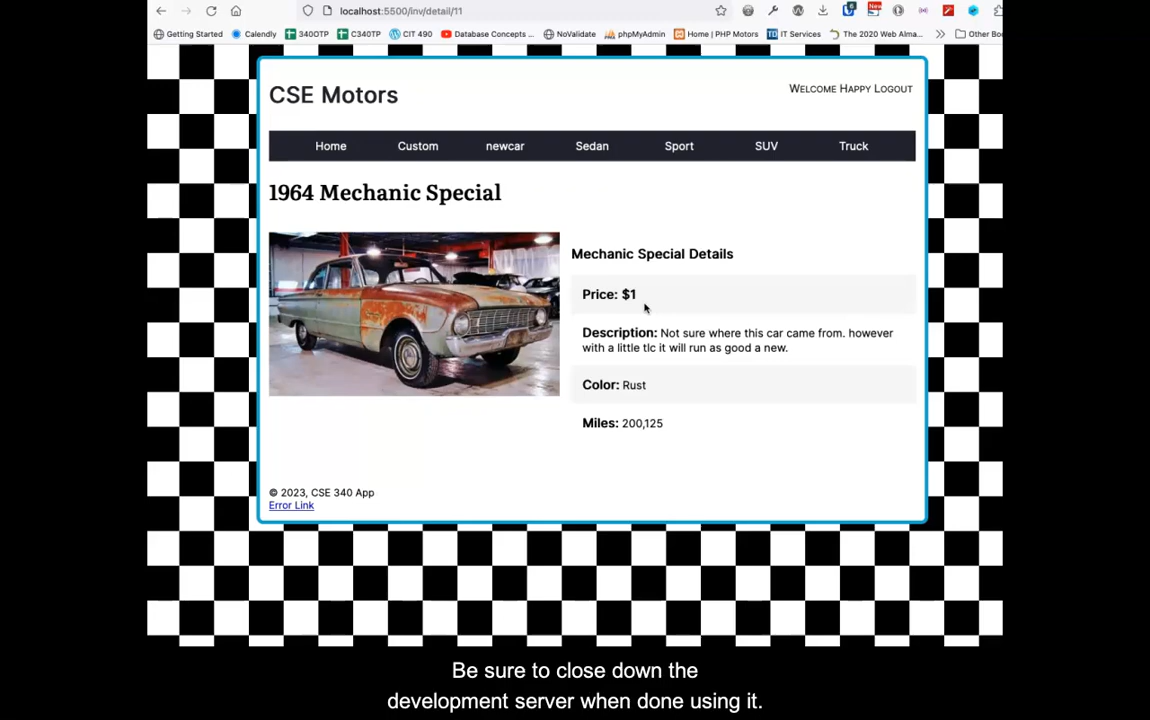 localhost:5500/inv/detail/11
Getting Started Calendly 340OTP C340TP CIT 490 Database Concepts ... NoValidate phpMyAdmin Home | PHP Motors IT Services The 2020 Web Alma... Other Boo
CSE Motors
WELCOME HAPPY LOGOUT
Home Custom newcar Sedan Sport SUV Truck
1964 Mechanic Special
Mechanic Special Details
Price: $1
Description: Not sure where this car came from. however
with a little tlc it will run as good a new.
Color: Rust
Miles: 200,125
© 2023, CSE 340 App
Error Link
Be sure to close down the
development server when done using it.